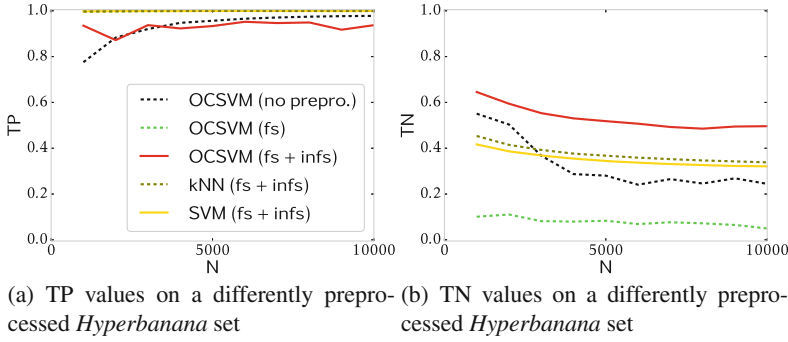 1.0
0.8
0.6
0.4
0.2
0.0
TP
0
5000
10000
N
OCSVM (no prepro.)
OCSVM (fs)
OCSVM (fs + infs)
kNN (fs + infs)
SVM (fs + infs)
1.0
0.8
0.6
0.4
0.2
0.0
TN
0
5000
10000
N
(a) TP values on a differently prepro-
cessed Hyperbanana set
(b) TN values on a differently prepro-
cessed Hyperbanana set